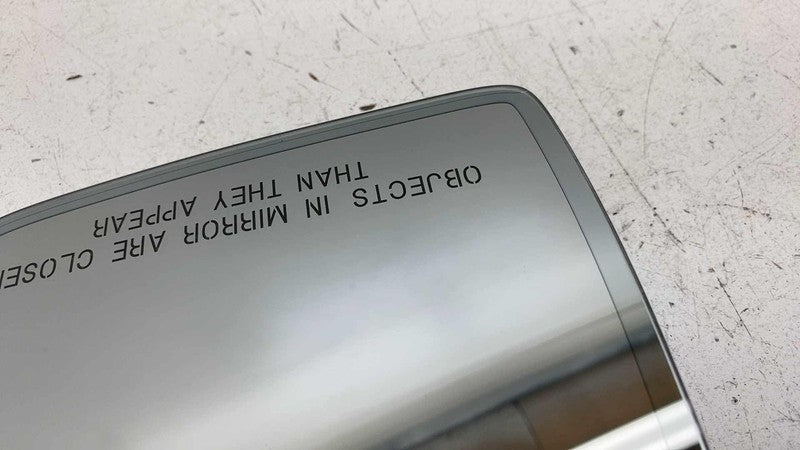 OBJECTS IN MIRROR ARE CLOSER
THAN THEY APPEAR